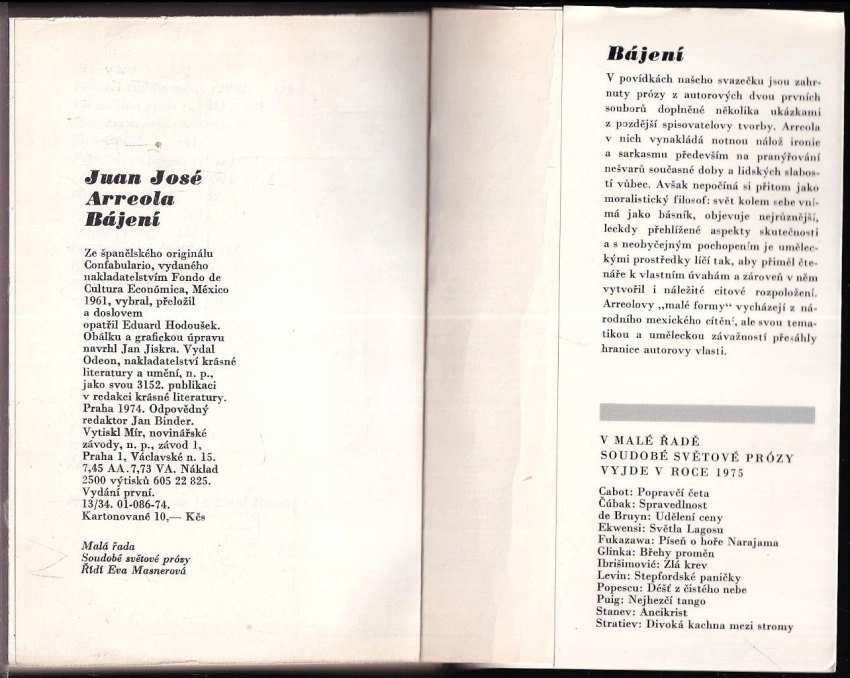 Juan José
Arreola
Bájení
Ze španělského originálu
Confabulario, vydaného
nakladatelstvím Fondo de
Cultura Económica, México
1961, vybral, přeložil
a doslovem
opatřil Eduard Hodoušek.
Obálku a grafickou úpravu
navrhl Jan Jiskra. Vydal
Odeon, nakladatelství krásné
literatury a umění, n. p.,
jako svou 3152. publikaci
v redakci krásné literatury.
Praha 1974. Odpovědný
redaktor Jan Binder.
Vytiskl Mír, novinářské
závody, n. p., závod 1,
Praha 1, Václavské n. 15.
7,45 AA. 7,73 VA. Náklad
2500 výtisků 605 22 825.
Vydání první.
13/34. 01-086-74.
Kartonované 10,— Kčs
Malá řada
Soudobé světové prózy
Řídí Eva Masnerová
Bájení
V povídkách našeho svazečku jsou zahr-
nuty prózy z autorových dvou prvních
souborů doplněné několika ukázkami
z pozdější spisovatelovy tvorby. Arreola
v nich vynakládá notnou nálož ironie
a sarkasmu především na pranýřování
nešvarů současné doby a lidských slabos-
tí vůbec. Avšak nepočíná si přitom jako
moralistický filosof: svět kolem sebe vní-
má jako básník, objevuje nejrůznější,
leckdy přehlížené aspekty skutečnosti
a s neobyčejným pochopením je umělec-
kými prostředky líčí tak, aby přiměl čte-
náře k vlastním úvahám a zároveň v něm
vytvořil i náležité citové rozpoložení.
Arreolovy „malé formy“ vycházejí z ná-
rodního mexického cítění, ale svou tema-
tikou a uměleckou závažností přesáhly
hranice autorovy vlasti.
V MALÉ ŘADĚ
SOUDOBÉ SVĚTOVÉ PRÓZY
VYJDE V ROCE 1975
Cabot: Popravčí četa
Čúbak: Spravedlnost
de Bruyn: Udělení ceny
Ekwensi: Světla Lagosu
Fukazawa: Píseň o hoře Narajama
Glinka: Břehy proměn
Ibrišimović: Zlá krev
Levin: Stepfordské paničky
Popescu: Déšť z čistého nebe
Puig: Nejhezčí tango
Stanev: Ancikrist
Stratiev: Divoká kachna mezi stromy